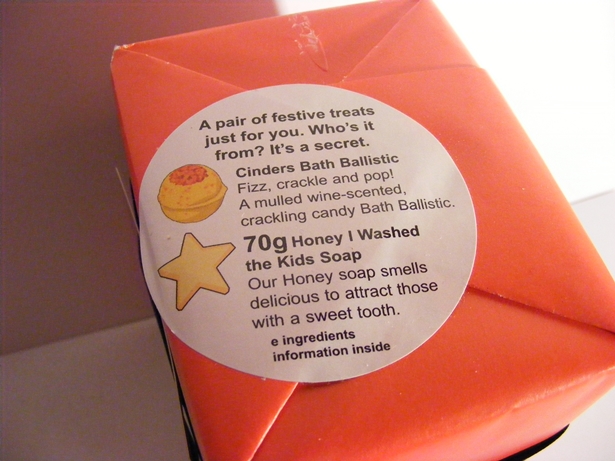 A pair of festive treats
just for you. Who's it
from? It's a secret.
Cinders Bath Ballistic
Fizz, crackle and pop!
A mulled wine-scented,
crackling candy Bath Ballistic.
70g Honey I Washed
the Kids Soap
Our Honey soap smells
delicious to attract those
with a sweet tooth.
e ingredients
information inside